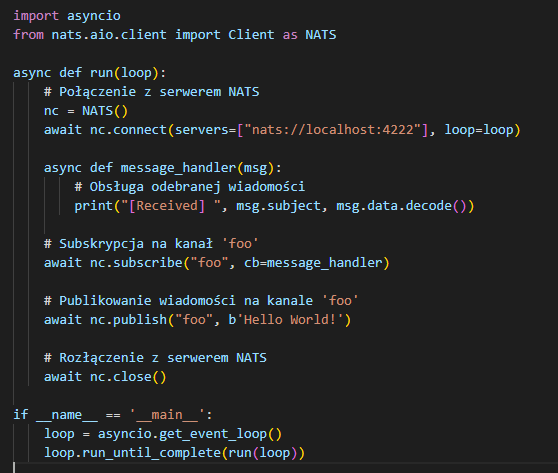 import asyncio
from nats.aio.client import Client as NATS

async def run(loop):
    # Połączenie z serwerem NATS
    nc = NATS()
    await nc.connect(servers=["nats://localhost:4222"], loop=loop)

    async def message_handler(msg):
        # Obsługa odebranej wiadomości
        print("[Received] ", msg.subject, msg.data.decode())

    # Subskrypcja na kanał 'foo'
    await nc.subscribe("foo", cb=message_handler)

    # Publikowanie wiadomości na kanale 'foo'
    await nc.publish("foo", b'Hello World!')

    # Rozłączenie z serwerem NATS
    await nc.close()

if __name__ == '__main__':
    loop = asyncio.get_event_loop()
    loop.run_until_complete(run(loop))